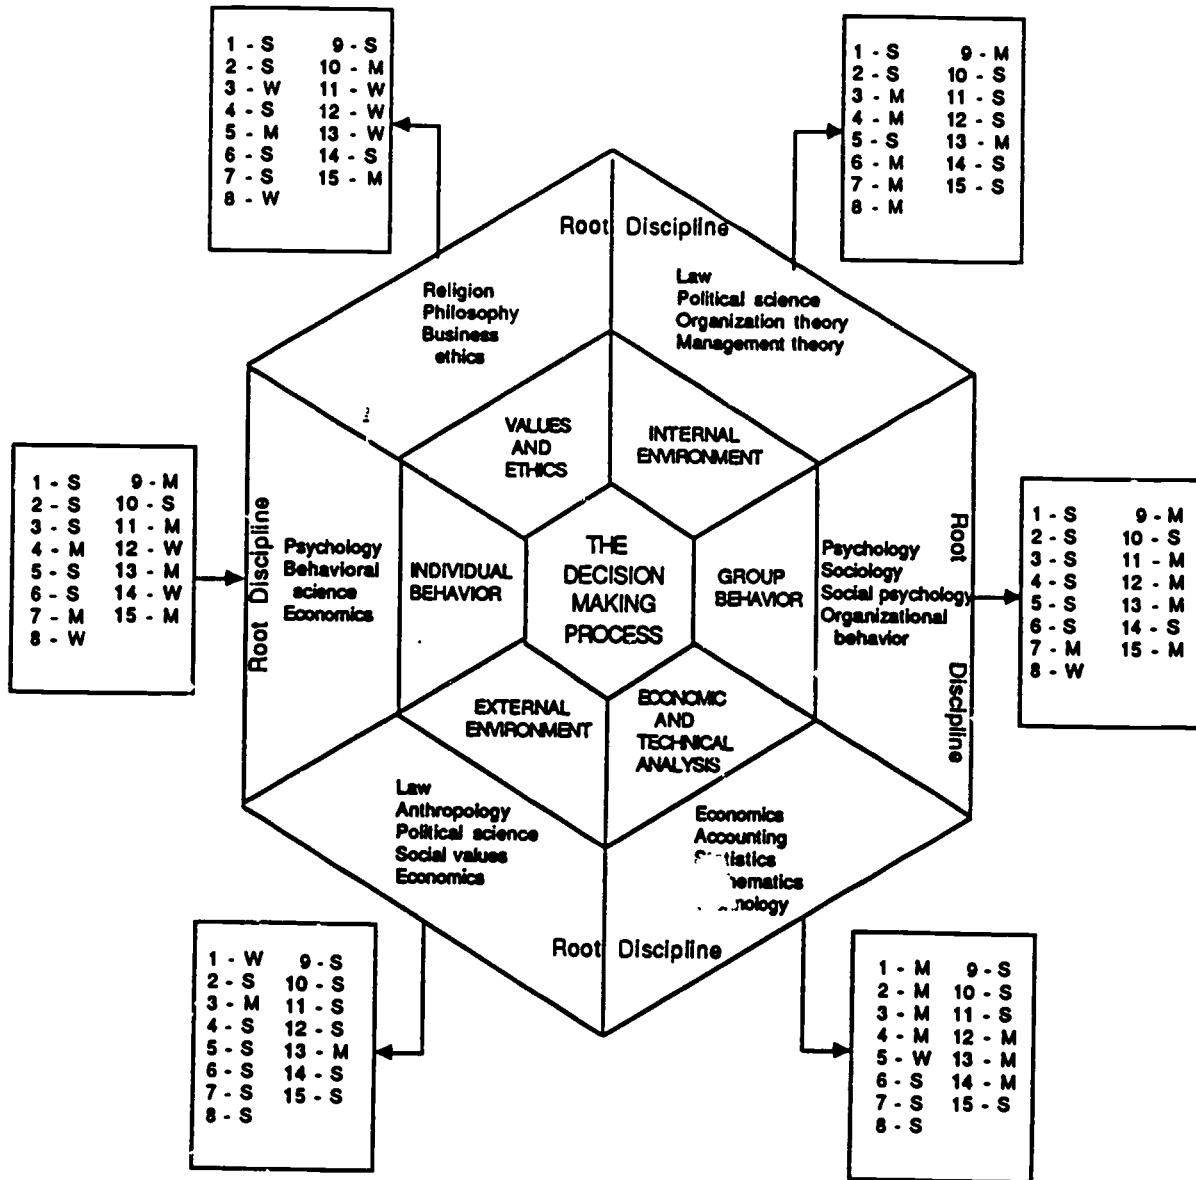 1 - S 9 - S
2 - S 10 - M
3 - W 11 - W
4 - S 12 - W
5 - M 13 - W
6 - S 14 - S
7 - S 15 - M
8 - W
1 - S 9 - M
2 - S 10 - S
3 - M 11 - S
4 - M 12 - S
5 - S 13 - M
6 - M 14 - S
7 - M 15 - S
8 - M
Root Discipline
Religion
Philosophy
Business
ethics
Law
Political science
Organization theory
Management theory
VALUES
AND
ETHICS
INTERNAL
ENVIRONMENT
1 - S 9 - M
2 - S 10 - S
3 - S 11 - M
4 - M 12 - W
5 - S 13 - M
6 - S 14 - W
7 - M 15 - M
8 - W
Root Discipline
Psychology
Behavioral
science
Economics
INDIVIDUAL
BEHAVIOR
THE
DECISION
MAKING
PROCESS
GROUP
BEHAVIOR
Psychology
Sociology
Social psychology
Organizational
behavior
Root Discipline
1 - S 9 - M
2 - S 10 - S
3 - S 11 - M
4 - S 12 - M
5 - S 13 - M
6 - S 14 - S
7 - M 15 - M
8 - W
EXTERNAL
ENVIRONMENT
ECONOMIC
AND
TECHNICAL
ANALYSIS
Law
Anthropology
Political science
Social values
Economics
Economics
Accounting
Root Discipline
1 - W 9 - S
2 - S 10 - S
3 - M 11 - S
4 - S 12 - S
5 - S 13 - M
6 - S 14 - S
7 - S 15 - S
8 - S
1 - M 9 - S
2 - M 10 - S
3 - M 11 - S
4 - M 12 - M
5 - W 13 - M
6 - S 14 - M
7 - S 15 - S
8 - S